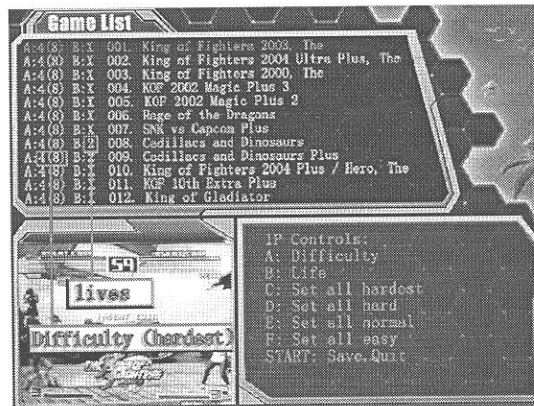 Game List
A:4(8) B:X 001. King of Fighters 2003, The
A:4(8) B:X 002. King of Fighters 2004 Ultra Plus, The
A:4(8) B:X 003. King of Fighters 2000, The
A:4(8) B:X 004. KOF 2002 Magic Plus 3
A:4(8) B:X 005. KOF 2002 Magic Plus 2
A:4(8) B:X 006. Rage of the Dragons
A:4(8) B:X 007. SNK vs Capcom Plus
A:4(8) B:2 008. Cadillacs and Dinosaurs
A:4(8) B:X 009. Cadillacs and Dinosaurs Plus
A:4(8) B:X 010. King of Fighters 2004 Plus / Hero, The
A:4(8) B:X 011. KOF 10th Extra Plus
A:4(8) B:X 012. King of Gladiator
59
lives
Difficulty (hardest)
1P Controls:
A: Difficulty
B: Life
C: Set all hardest
D: Set all hard
E: Set all normal
F: Set all easy
START: Save,Quit